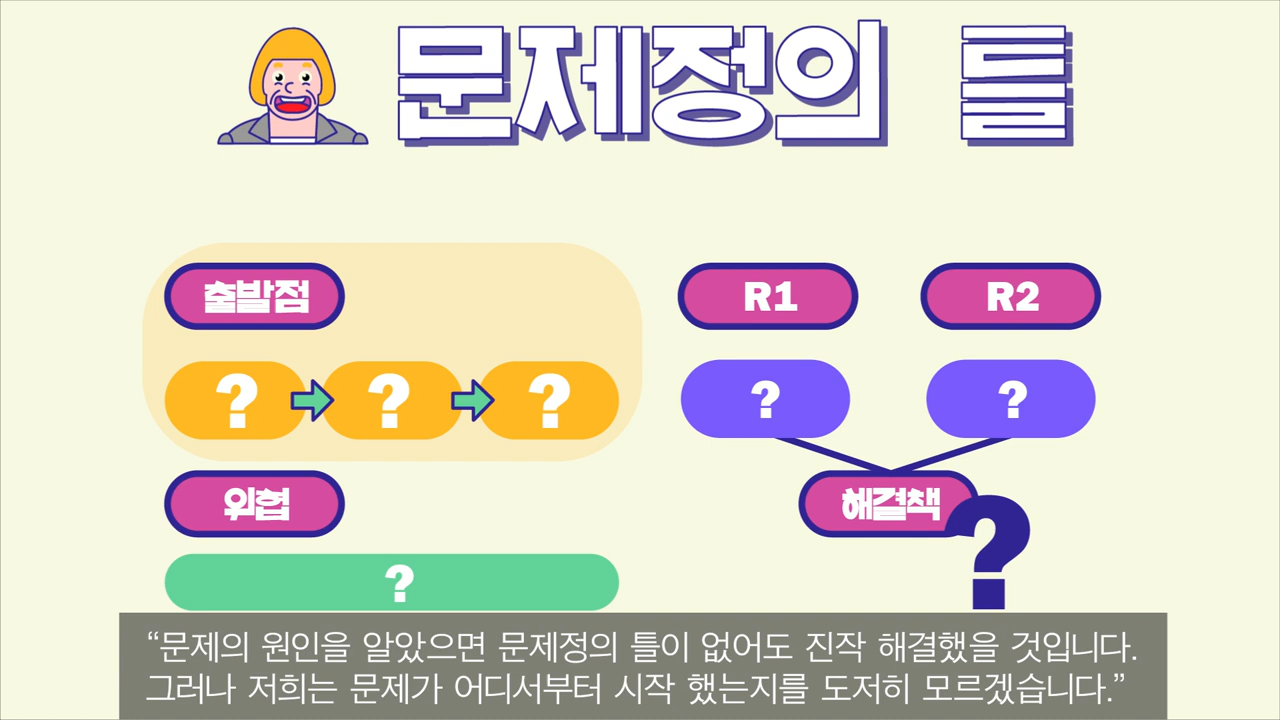 문제정의 틀
출발점
R1
R2
?
?
?
?
?
위협
해결책
?
?
“문제의 원인을 알았으면 문제정의 틀이 없어도 진작 해결했을 것입니다.
그러나 저희는 문제가 어디서부터 시작 했는지를 도저히 모르겠습니다.”